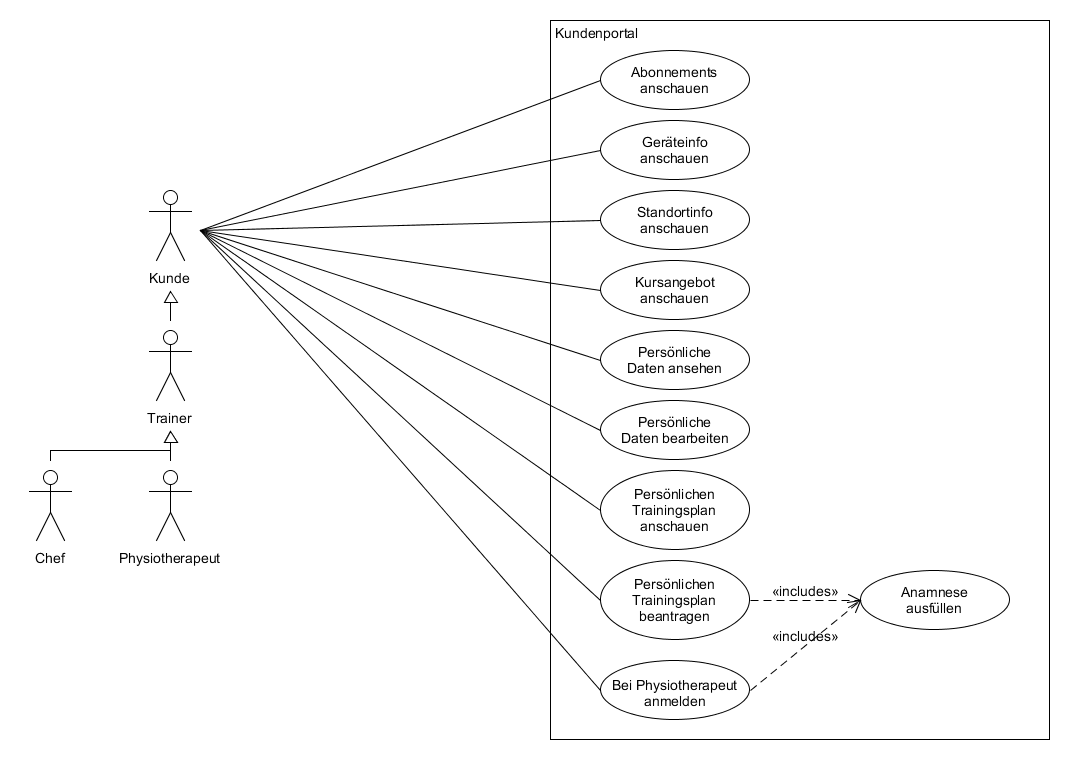 Kundenportal
Abonnements
anschauen
Geräteinfo
anschauen
Standortinfo
anschauen
Kunde
Kursangebot
anschauen
Persönliche
Daten ansehen
Trainer
Persönliche
Daten bearbeiten
Persönlichen
Trainingsplan
anschauen
Chef
Physiotherapeut
Persönlichen
Trainingsplan
beantragen
«includes»
Anamnese
ausfüllen
«includes»
Bei Physiotherapeut
anmelden